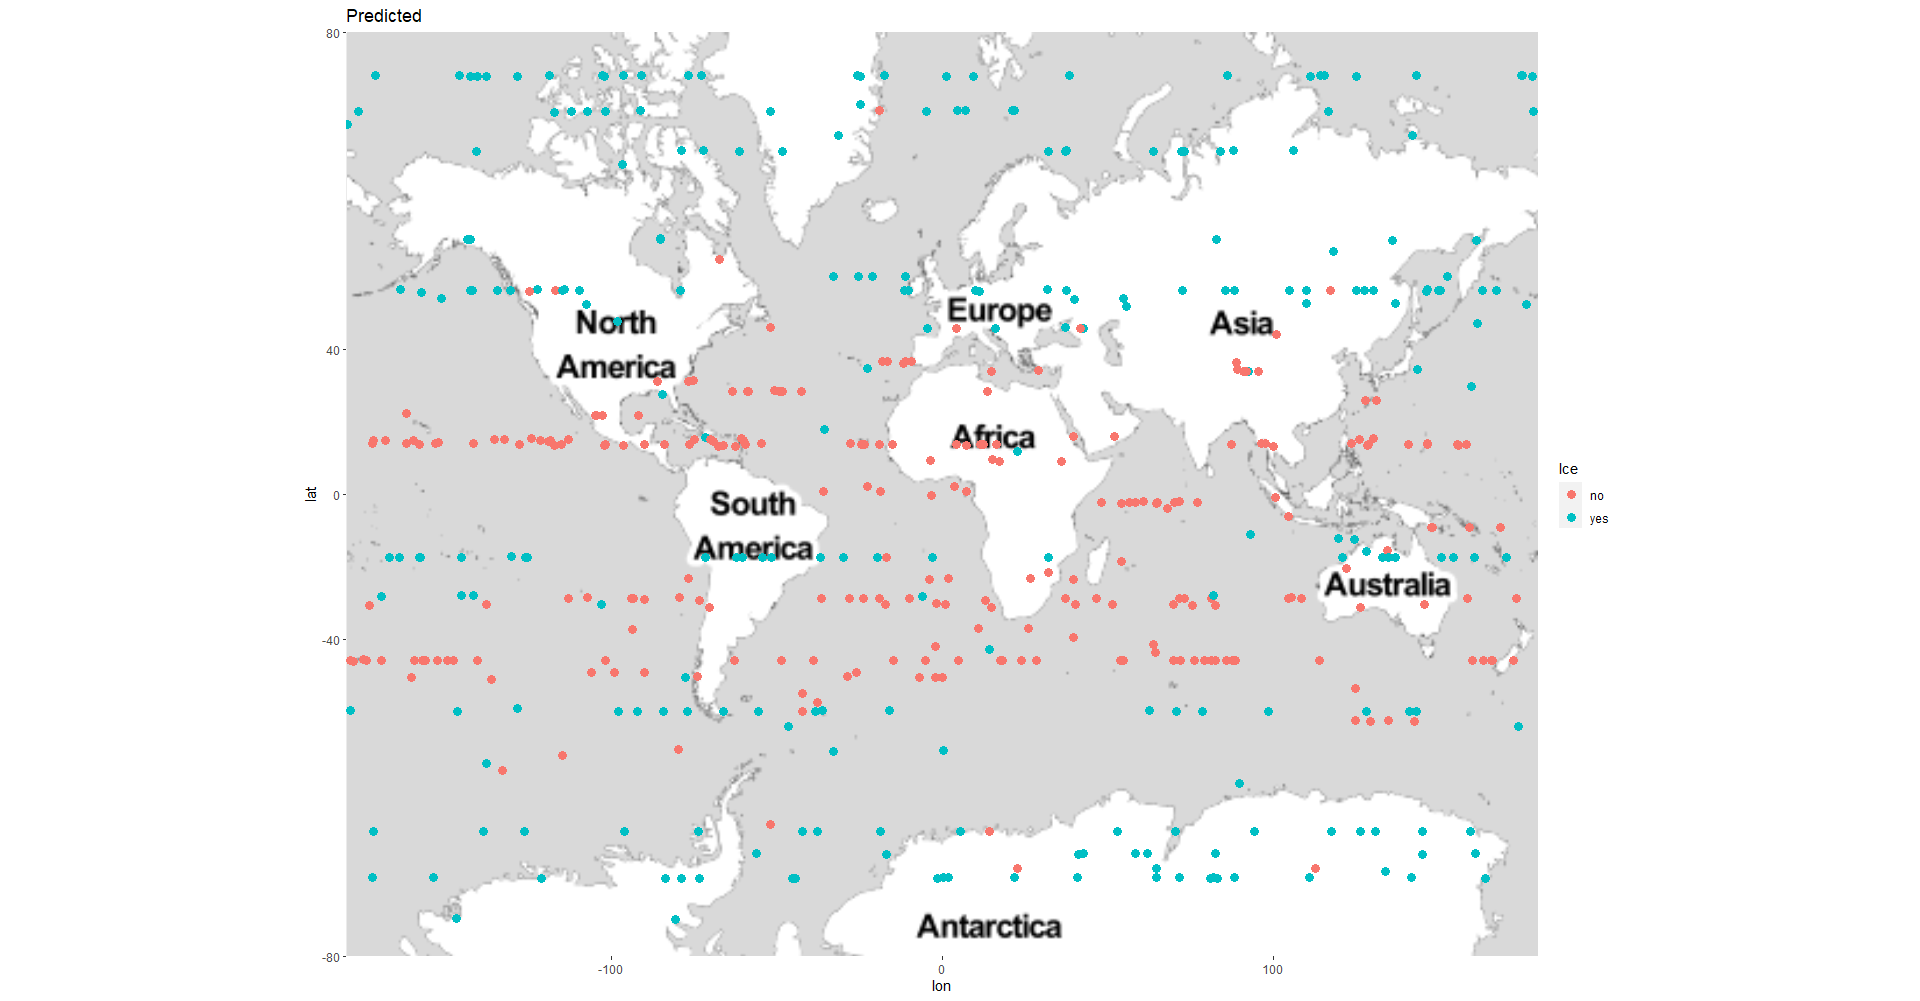 Predicted
80
40
0
-40
-80
lat
North
America
Europe
Asia
Africa
South
America
Australia
Antarctica
-100
0
100
lon
Ice
no
yes